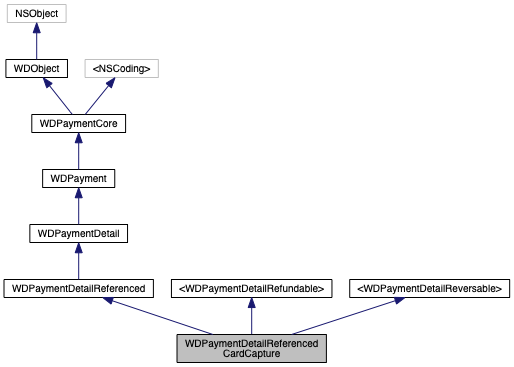 NSObject
WDObject
<NSCoding>
WDPaymentCore
WDPayment
WDPaymentDetail
WDPaymentDetailReferenced
<WDPaymentDetailRefundable>
<WDPaymentDetailReversable>
WDPaymentDetailReferenced
CardCapture